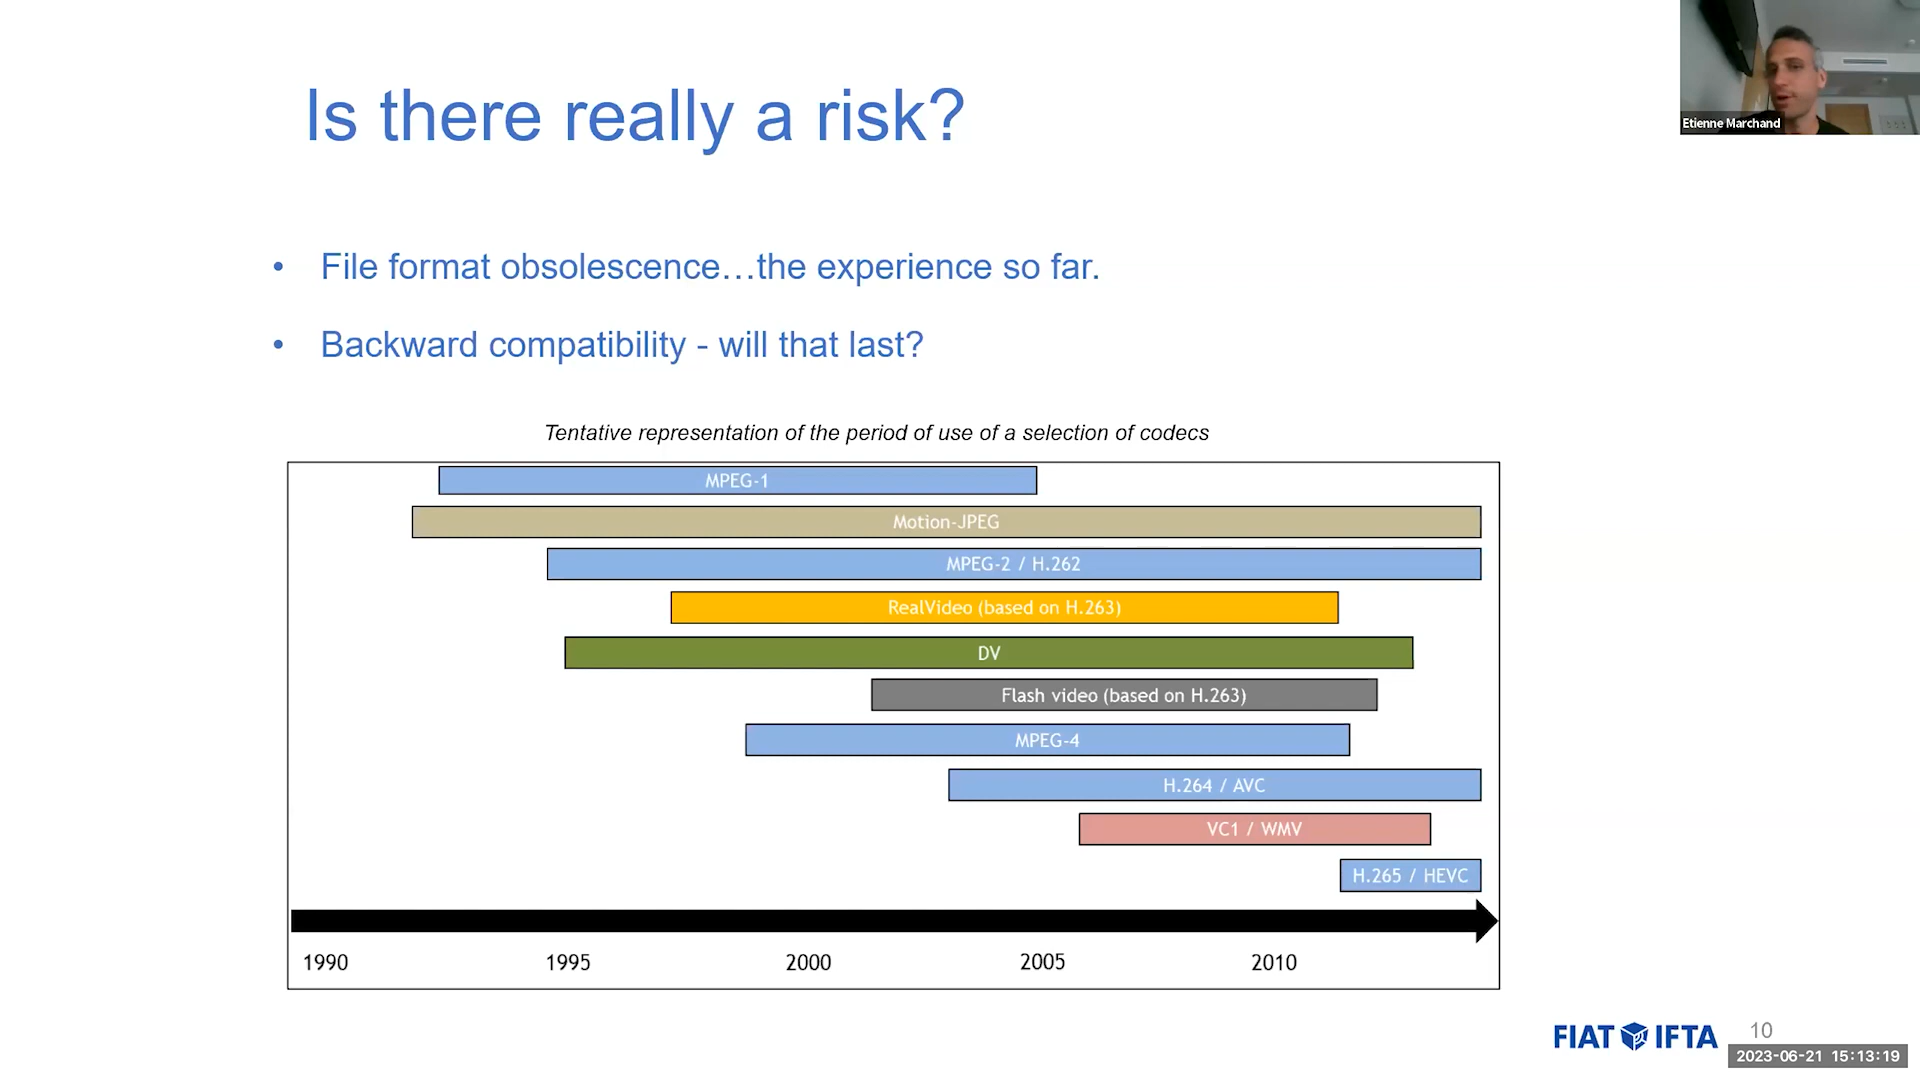 Is there really a risk?
Etienne Marchand
• File format obsolescence…the experience so far.
• Backward compatibility - will that last?
Tentative representation of the period of use of a selection of codecs
MPEG-1
Motion-JPEG
MPEG-2 / H.262
RealVideo (based on H.263)
DV
Flash video (based on H.263)
MPEG-4
H.264 / AVC
VC1 / WMV
H.265 / HEVC
1990 1995 2000 2005 2010
FIAT IFTA 10
2023-06-21 15:13:19